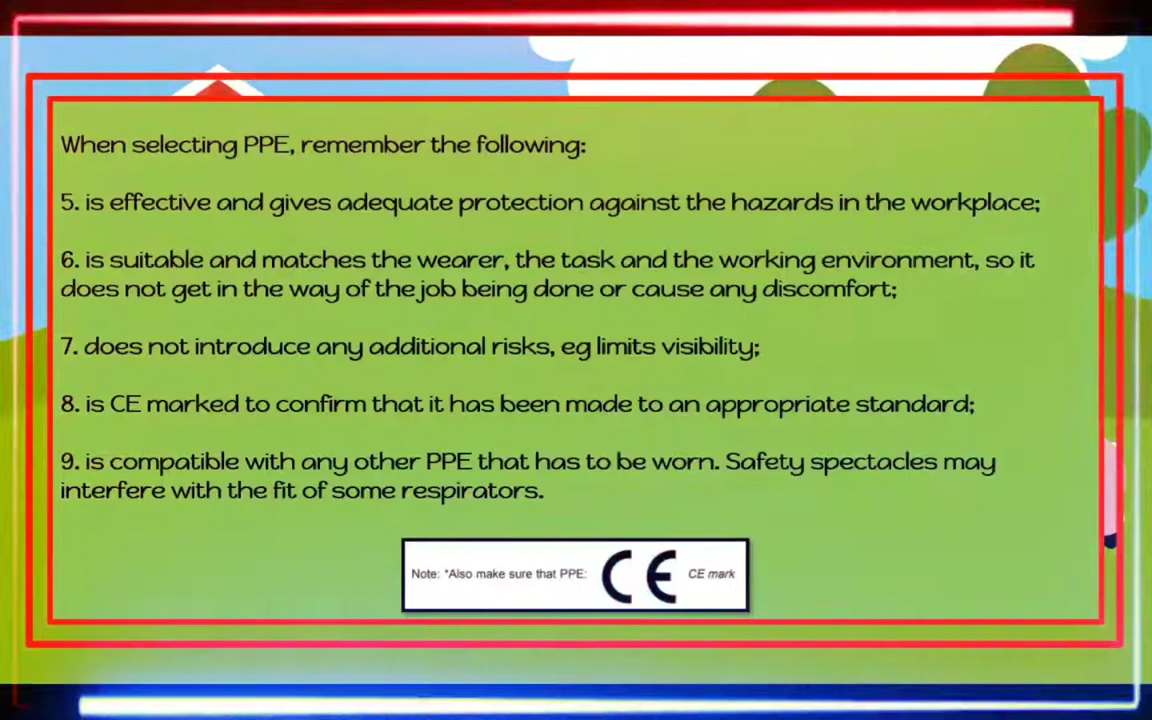 When selecting PPE, remember the following:
5. is effective and gives adequate protection against the hazards in the workplace;
6. is suitable and matches the wearer, the task and the working environment, so it
does not get in the way of the job being done or cause any discomfort;
7. does not introduce any additional risks, eg limits visibility;
8. is CE marked to confirm that it has been made to an appropriate standard;
9. is compatible with any other PPE that has to be worn. Safety spectacles may
interfere with the fit of some respirators.
Note: *Also make sure that PPE: CE CE mark